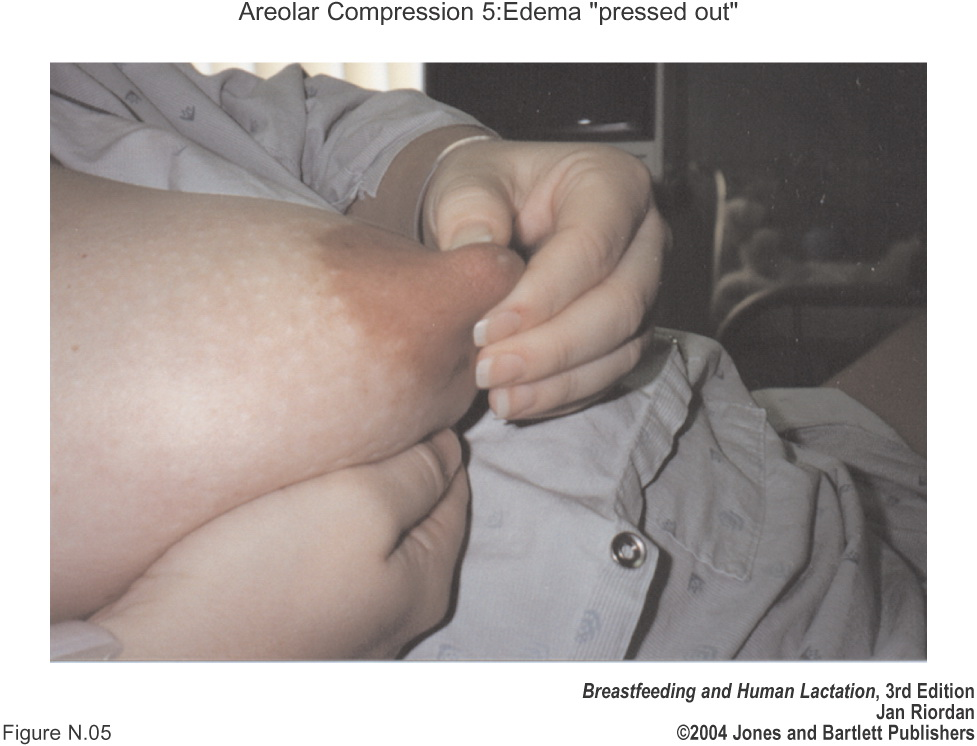 Areolar Compression 5:Edema "pressed out"
Breastfeeding and Human Lactation, 3rd Edition
Jan Riordan
Figure N.05
©2004 Jones and Bartlett Publishers